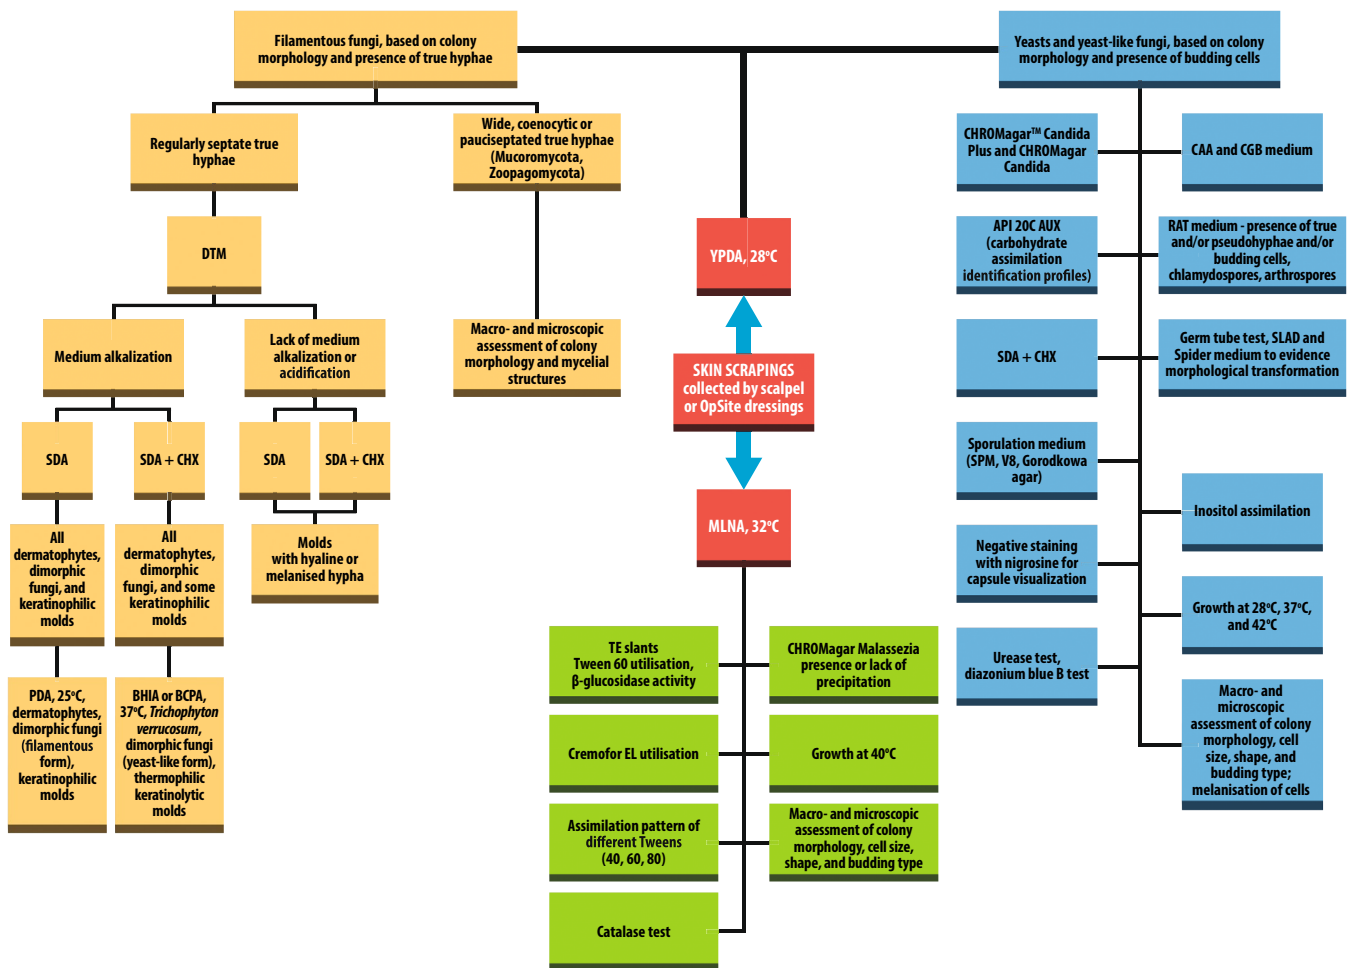 Filamentous fungi, based on colony
morphology and presence of true hyphae
Yeasts and yeast-like fungi, based on colony
morphology and presence of budding cells
Regularly septate true
hyphae
Wide, coenocytic or
pauciseptated true hyphae
(Mucoromycota,
Zoopagomycota)
DTM
Medium alkalization
Lack of medium
alkalization or
acidification
Macro- and microscopic
assessment of colony
morphology and mycelial
structures
SDA
SDA + CHX
SDA
SDA + CHX
All
dermatophytes,
dimorphic
fungi, and
keratinophilic
molds
All
dermatophytes,
dimorphic
fungi, and some
keratinophilic
molds
Molds
with hyaline or
melanised hypha
PDA, 25°C,
dermatophytes,
dimorphic fungi
(filamentous
form),
keratinophilic
molds
BHIA or BCPA,
37°C, Trichophyton
verrucosum,
dimorphic fungi
(yeast-like form),
thermophilic
keratinolytic
molds
YPDA, 28°C
SKIN SCRAPINGS
collected by scalpel
or OpSite dressings
MLNA, 32°C
TE slants
Tween 60 utilisation,
β-glucosidase activity
CHROMagar Malassezia
presence or lack of
precipitation
Cremofor EL utilisation
Growth at 40°C
Assimilation pattern of
different Tweens
(40, 60, 80)
Macro- and microscopic
assessment of colony
morphology, cell size,
shape, and budding type
Catalase test
CHROMagar™ Candida
Plus and CHROMagar
Candida
CAA and CGB medium
API 20C AUX
(carbohydrate
assimilation
identification profiles)
RAT medium - presence of true
and/or pseudohyphae and/or
budding cells,
chlamydospores, arthrospores
SDA + CHX
Germ tube test, SLAD and
Spider medium to evidence
morphological transformation
Sporulation medium
(SPM, V8, Gorodkowa
agar)
Inositol assimilation
Negative staining
with nigrosine for
capsule visualization
Growth at 28°C, 37°C,
and 42°C
Urease test,
diazonium blue B test
Macro- and
microscopic
assessment of colony
morphology, cell
size, shape, and
budding type;
melanisation of cells